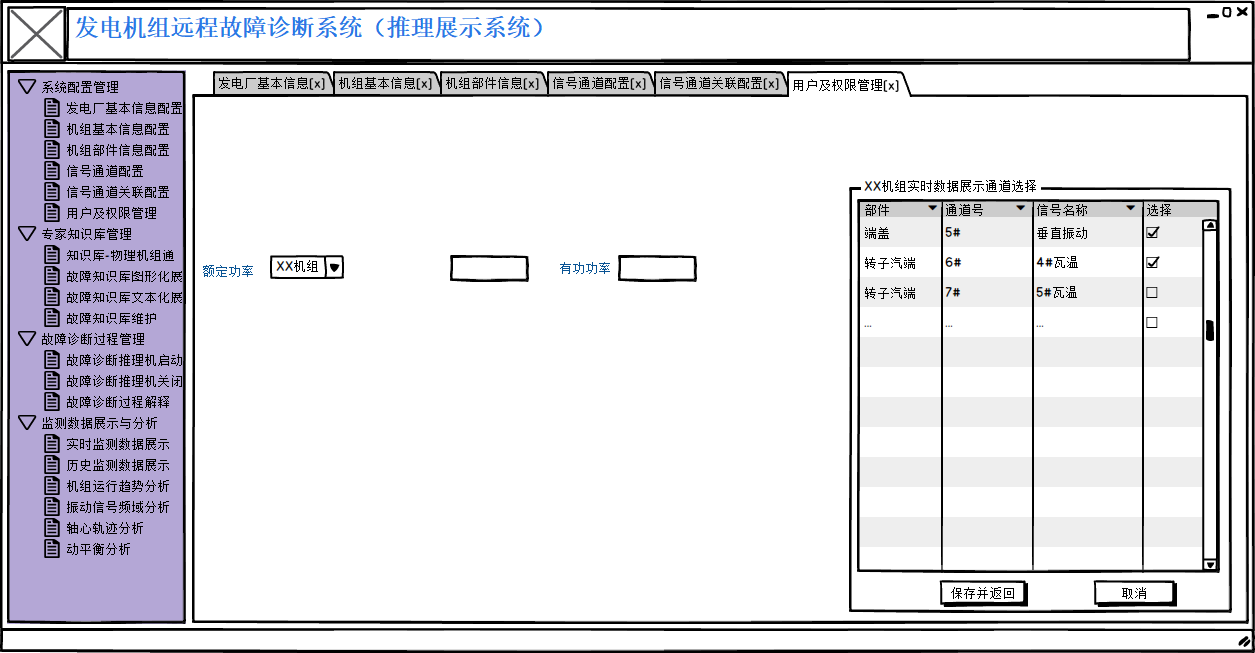 发电机组远程故障诊断系统（推理展示系统）
系统配置管理
发电厂基本信息配置
机组基本信息配置
机组部件信息配置
信号通道配置
信号通道关联配置
用户及权限管理
专家知识库管理
知识库-物理机组通
故障知识库图形化展
故障知识库文本化展
故障知识库维护
故障诊断过程管理
故障诊断推理机启动
故障诊断推理机关闭
故障诊断过程解释
监测数据展示与分析
实时监测数据展示
历史监测数据展示
机组运行趋势分析
振动信号频域分析
轴心轨迹分析
动平衡分析
发电厂基本信息[x] 机组基本信息[x] 机组部件信息[x] 信号通道配置[x] 信号通道关联配置[x] 用户及权限管理[x]
额定功率 XX机组 有功功率
XX机组实时数据展示通道选择
部件 通道号 信号名称 选择
端盖 5# 垂直振动
转子汽端 6# 4#瓦温
转子汽端 7# 5#瓦温
... ... ...
保存并返回 取消